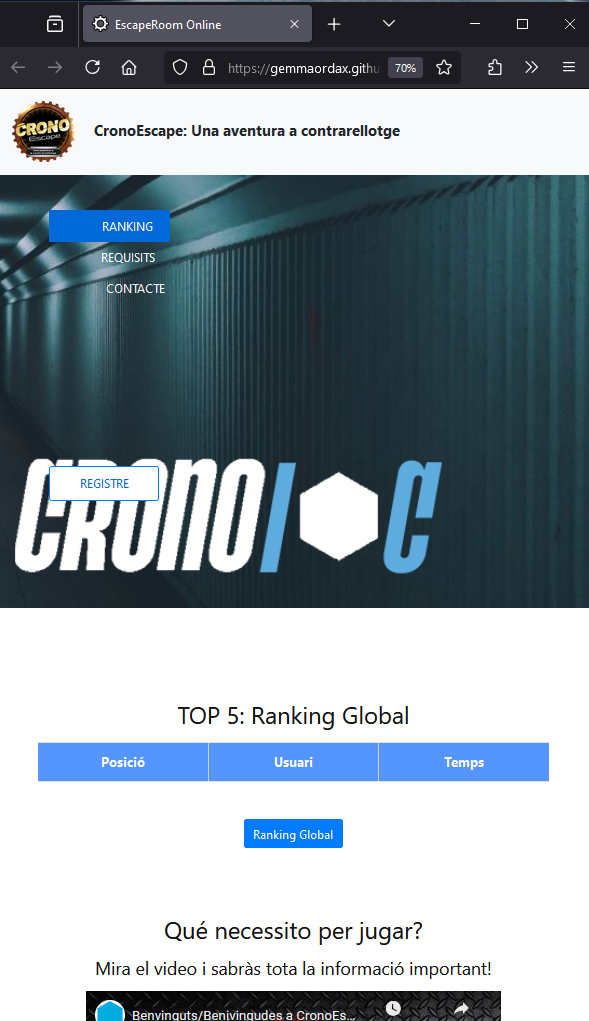 EscapeRoom Online
https://gemmaordax.githu
70%
CRONO
Escape
CronoEscape: Una aventura a contrarellotge
RANKING
REQUISITS
CONTACTE
REGISTRE
CRONO IOC
TOP 5: Ranking Global
Posició Usuari Temps
Ranking Global
Qué necessito per jugar?
Mira el video i sabràs tota la informació important!
Benvinguts/Benivingudes a CronoEs...